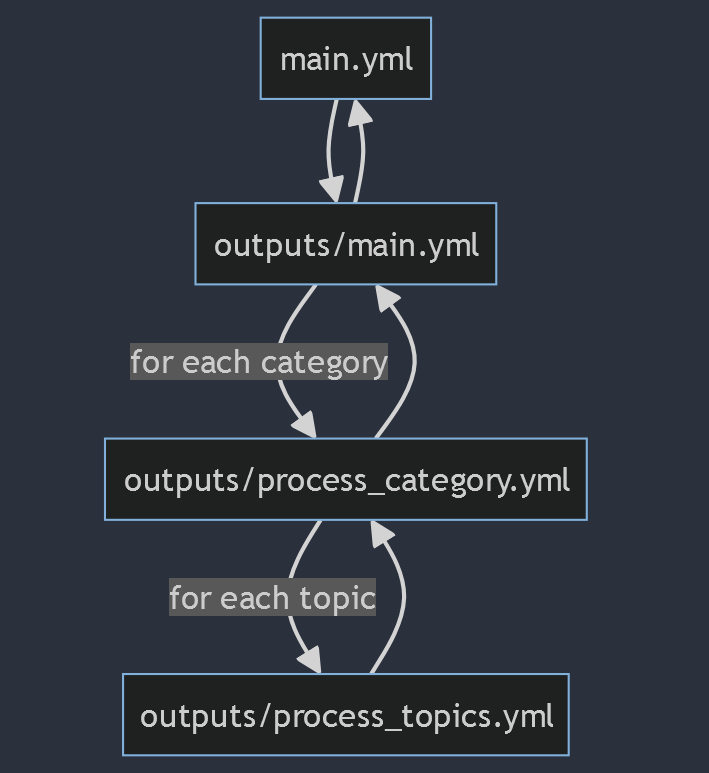 main.yml
outputs/main.yml
for each category
outputs/process_category.yml
for each topic
outputs/process_topics.yml